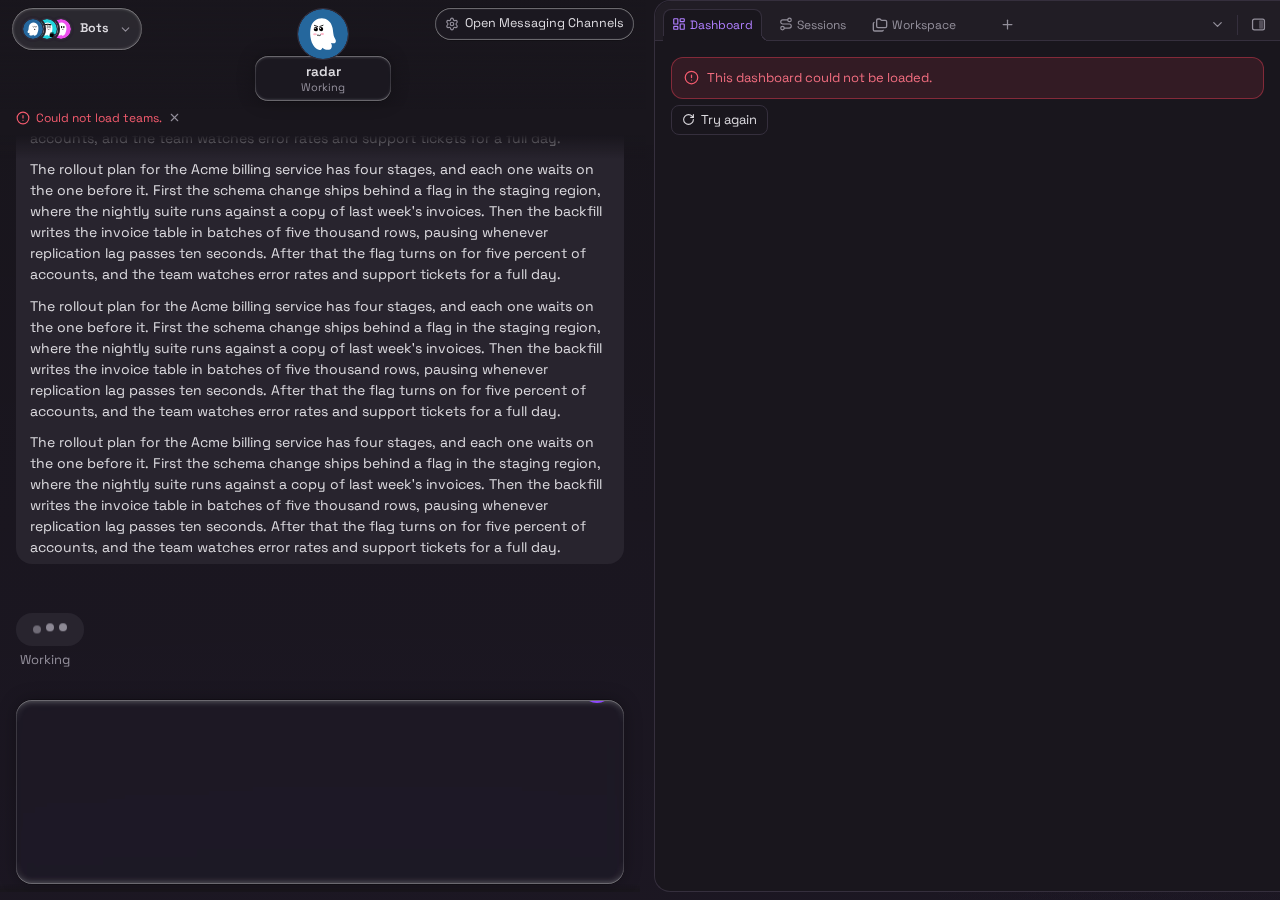 Bots
radar
Working
Open Messaging Channels
Could not load teams.
accounts, and the team watches error rates and support tickets for a full day.
The rollout plan for the Acme billing service has four stages, and each one waits on
the one before it. First the schema change ships behind a flag in the staging region,
where the nightly suite runs against a copy of last week's invoices. Then the backfill
writes the invoice table in batches of five thousand rows, pausing whenever
replication lag passes ten seconds. After that the flag turns on for five percent of
accounts, and the team watches error rates and support tickets for a full day.
The rollout plan for the Acme billing service has four stages, and each one waits on
the one before it. First the schema change ships behind a flag in the staging region,
where the nightly suite runs against a copy of last week's invoices. Then the backfill
writes the invoice table in batches of five thousand rows, pausing whenever
replication lag passes ten seconds. After that the flag turns on for five percent of
accounts, and the team watches error rates and support tickets for a full day.
The rollout plan for the Acme billing service has four stages, and each one waits on
the one before it. First the schema change ships behind a flag in the staging region,
where the nightly suite runs against a copy of last week's invoices. Then the backfill
writes the invoice table in batches of five thousand rows, pausing whenever
replication lag passes ten seconds. After that the flag turns on for five percent of
accounts, and the team watches error rates and support tickets for a full day.
Working
Dashboard
Sessions
Workspace
This dashboard could not be loaded.
Try again